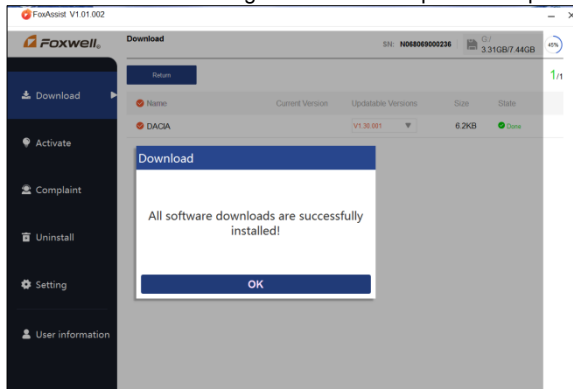 FoxAssist V1.01.002
FOXWELL®
Download
SN: N068069000236
G:/
3.31GB/7.44GB
45%
Return
1/1
Download
Name
Current Version
Updatable Versions
Size
State
DACIA
V1.30.001
6.2KB
Done
Activate
Download
Complaint
All software downloads are successfully
installed!
Uninstall
Setting
OK
User information